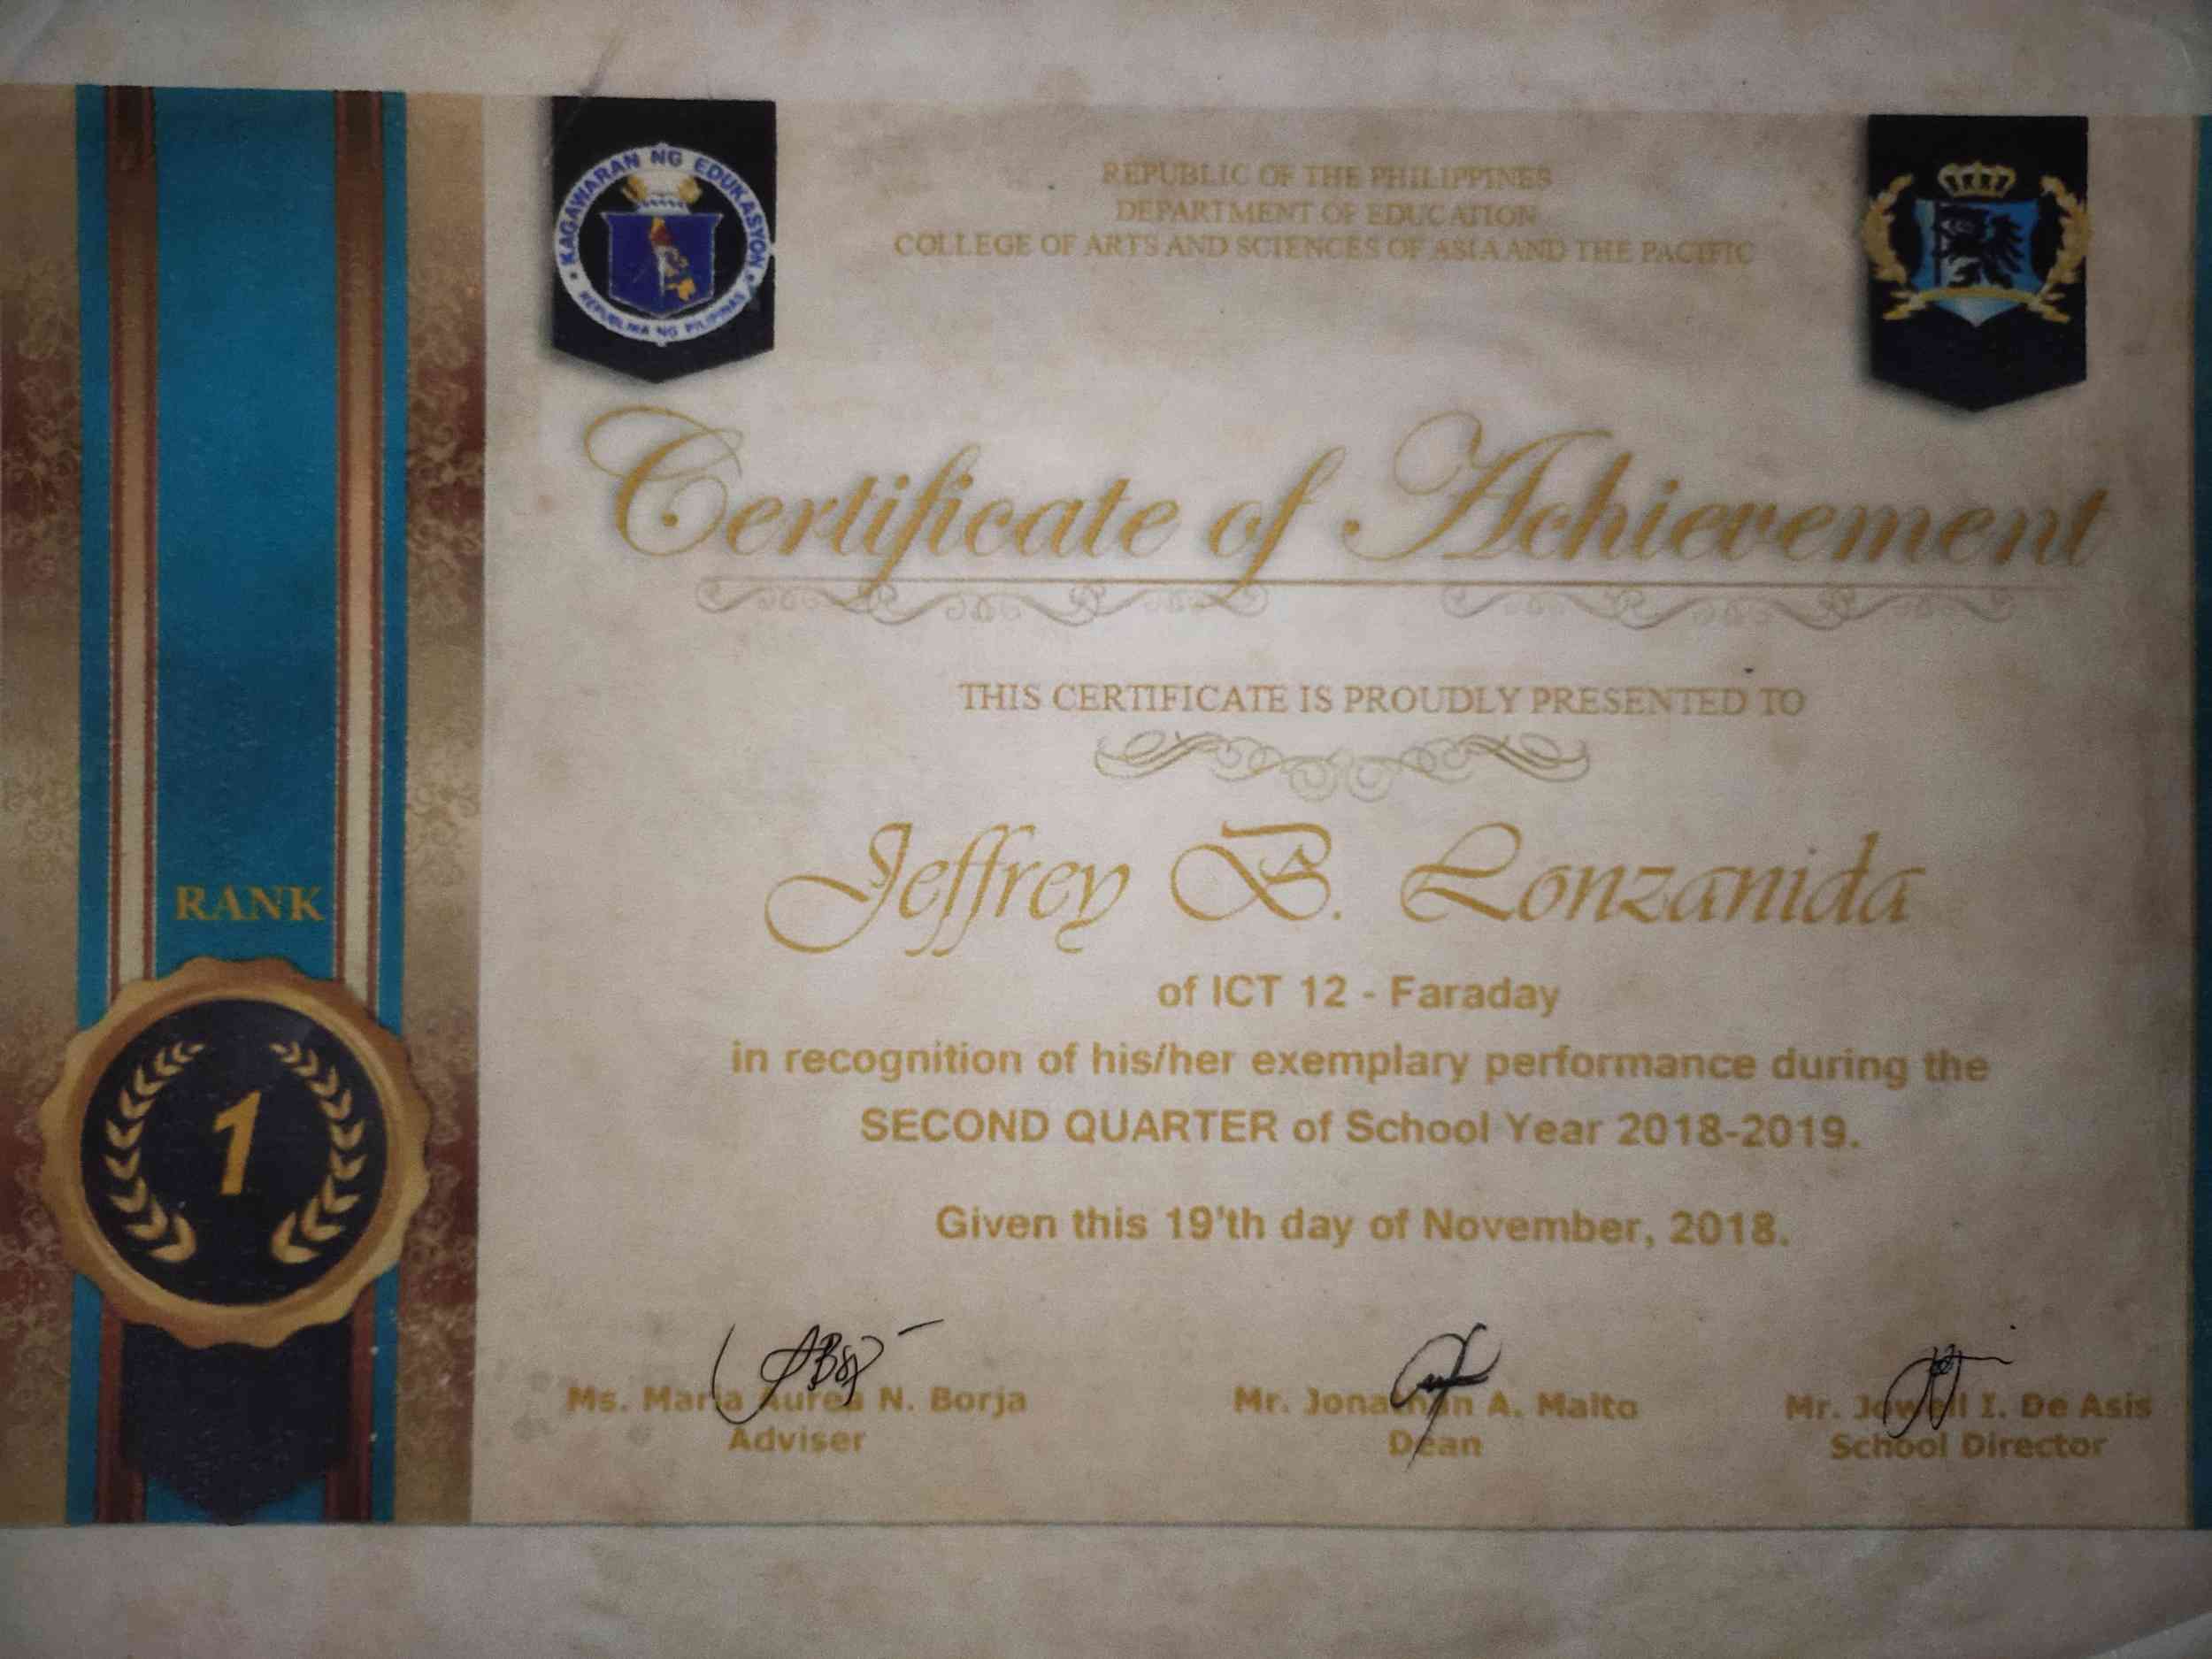 KAGAWARAN NG EDUKASYON
REPUBLIKA NG PILIPINAS
REPUBLIC OF THE PHILIPPINES
DEPARTMENT OF EDUCATION
COLLEGE OF ARTS AND SCIENCES OF ASIA AND THE PACIFIC
Certificate of Achievement
THIS CERTIFICATE IS PROUDLY PRESENTED TO
Jeffrey B. Lonzanida
of ICT 12 - Faraday
in recognition of his/her exemplary performance during the
SECOND QUARTER of School Year 2018-2019.
Given this 19'th day of November, 2018.
RANK
1
Ms. Maria Aurea N. Borja
Adviser
Mr. Jonathan A. Malto
Dean
Mr. Jowell I. De Asis
School Director